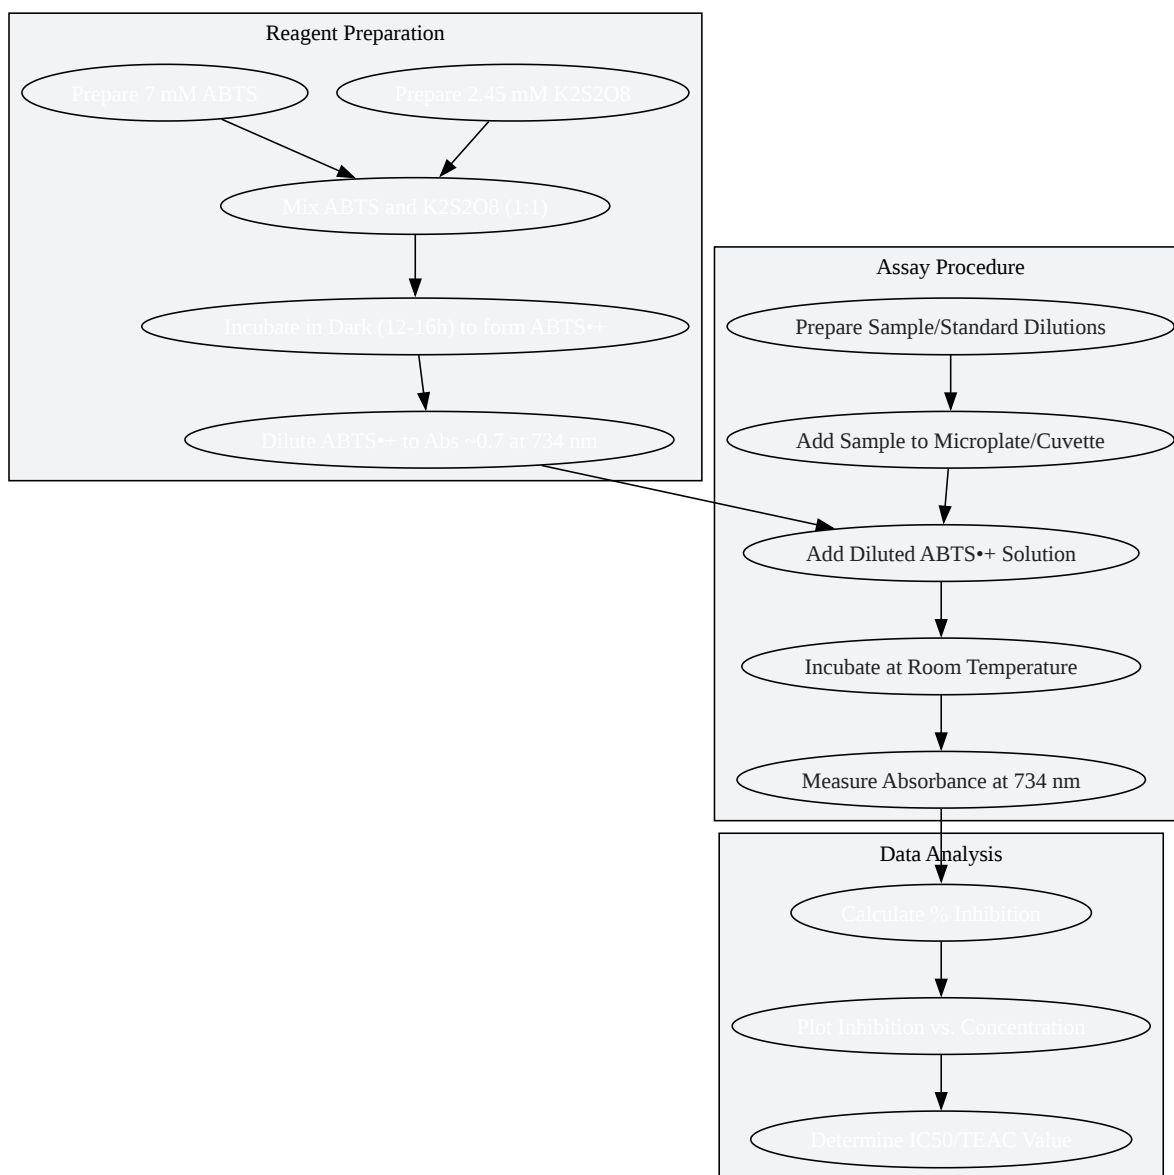 Reagent Preparation
Prepare 7 mM ABTS
Prepare 2.45 mM K2S2O8
Mix ABTS and K2S2O8 (1:1)
Incubate in Dark (12-16h) to form ABTS•+
Dilute ABTS•+ to Abs ~0.7 at 734 nm
Assay Procedure
Prepare Sample/Standard Dilutions
Add Sample to Microplate/Cuvette
Add Diluted ABTS•+ Solution
Incubate at Room Temperature
Measure Absorbance at 734 nm
Data Analysis
Calculate % Inhibition
Plot Inhibition vs. Concentration
Determine IC50/TEAC Value